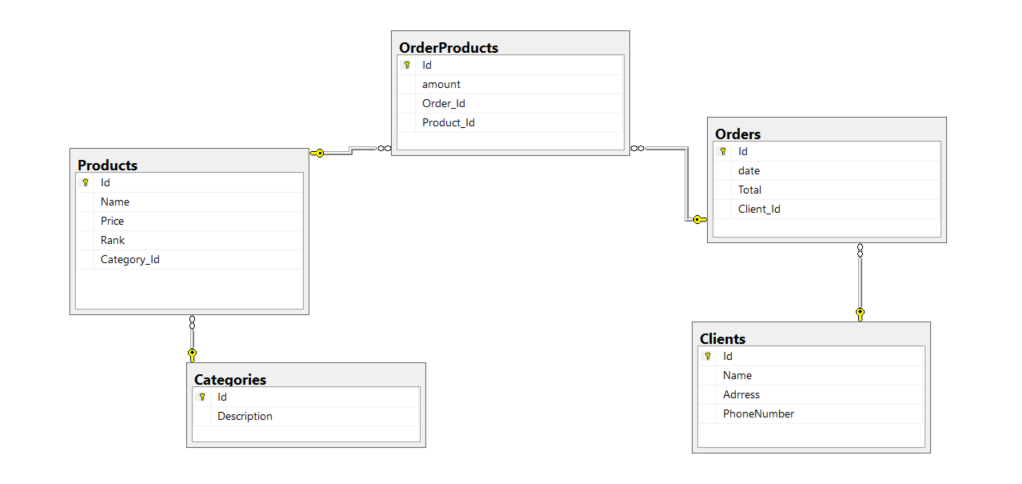 OrderProducts
Id
amount
Order_Id
Product_Id
Orders
Id
date
Total
Client_Id
Products
Id
Name
Price
Rank
Category_Id
Clients
Id
Name
Adrress
PhoneNumber
Categories
Id
Description